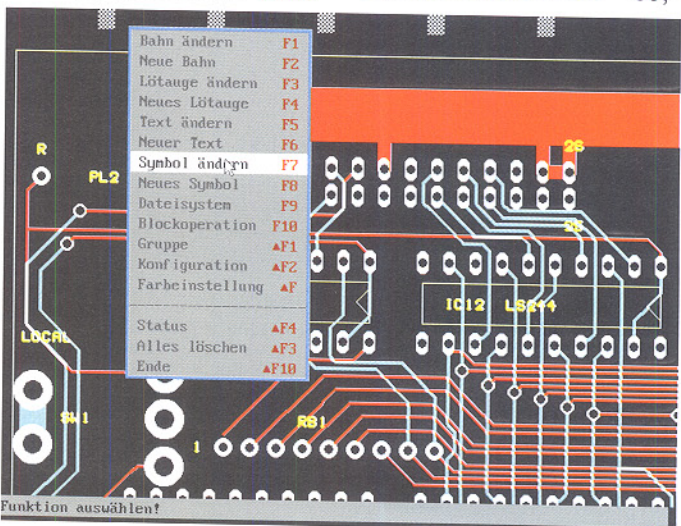 Bahn ändern F1
Neue Bahn F2
Lötauge ändern F3
Neues Lötauge F4
Text ändern F5
Neuer Text F6
Symbol ändern F7
Neues Symbol F8
Dateisystem F9
Blockoperation F10
Gruppe ▲F1
Konfiguration ▲F2
Farbeinstellung ▲F
Status ▲F4
Alles löschen ▲F3
Ende ▲F10
R
PL2
26
25
IC12 LS244
LOCAL
SW1
RB1
1
Funktion auswählen!